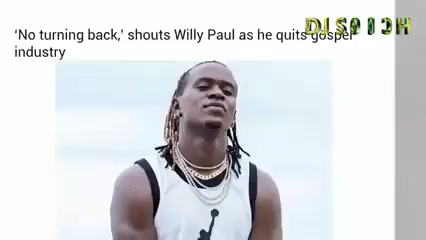 ‘No turning back,’ shouts Willy Paul as he quits gospel
industry